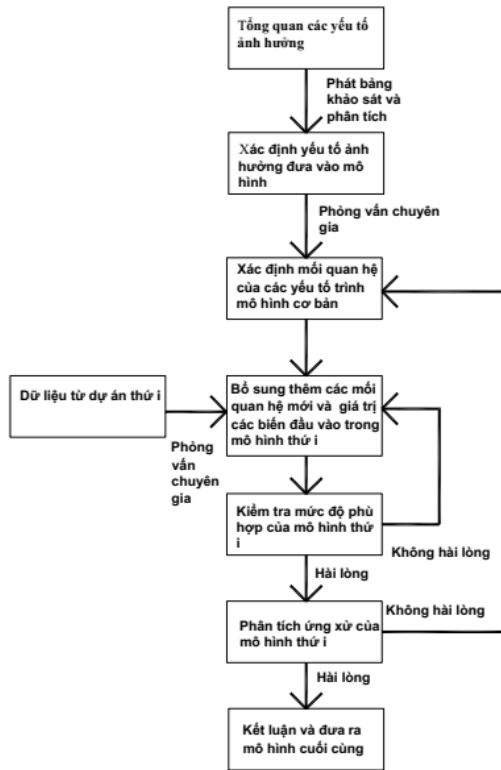 Tổng quan các yếu tố
ảnh hưởng
Phát bảng
khảo sát và
phân tích
Xác định yếu tố ảnh
hưởng đưa vào mô
hình
Phỏng vấn chuyên
gia
Xác định mối quan hệ
của các yếu tố trình
mô hình cơ bản
Dữ liệu từ dự án thứ i
Bổ sung thêm các mối
quan hệ mới và giá trị
các biến đầu vào trong
mô hình thứ i
Phỏng
vấn
chuyên
gia
Kiểm tra mức độ phù
hợp của mô hình thứ
i
Không hài lòng
Hài lòng
Phân tích ứng xử của
mô hình thứ i
Không hài lòng
Hài lòng
Kết luận và đưa ra
mô hình cuối cùng